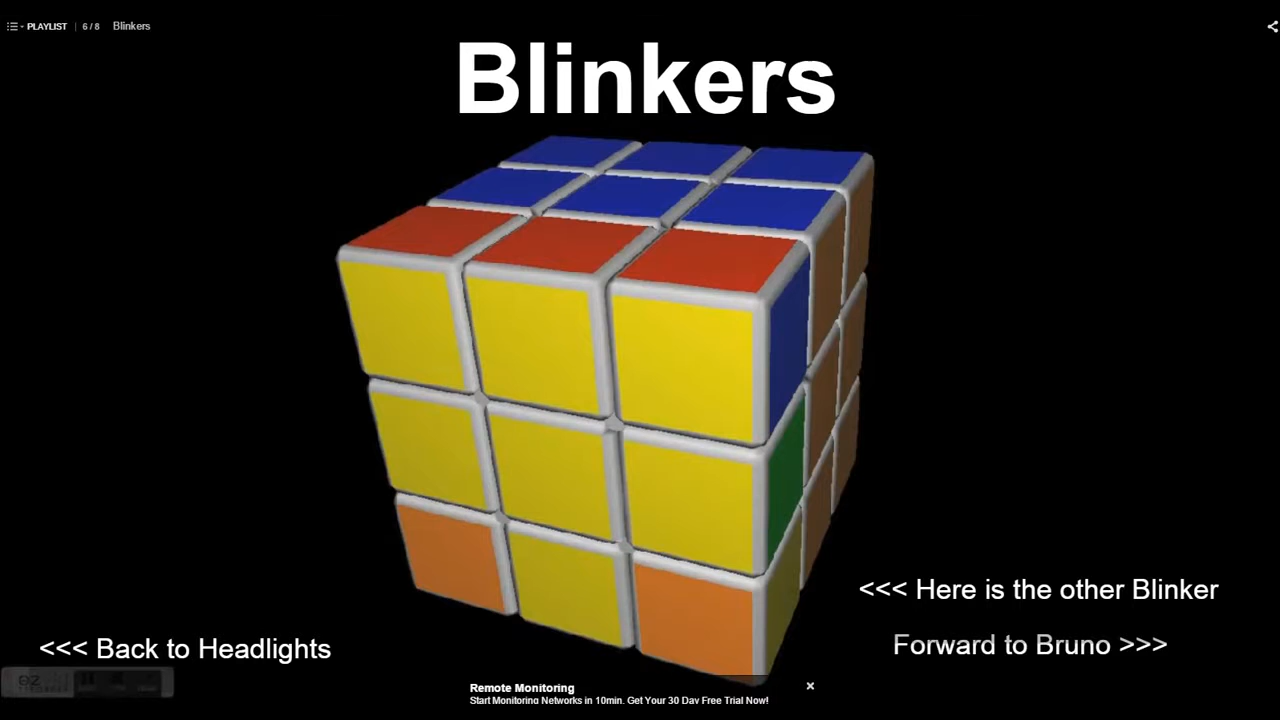 PLAYLIST | 6 / 8 Blinkers
Blinkers
<<< Here is the other Blinker
<<< Back to Headlights
Forward to Bruno >>>
Remote Monitoring
Start Monitoring Networks in 10min. Get Your 30 Day Free Trial Now!